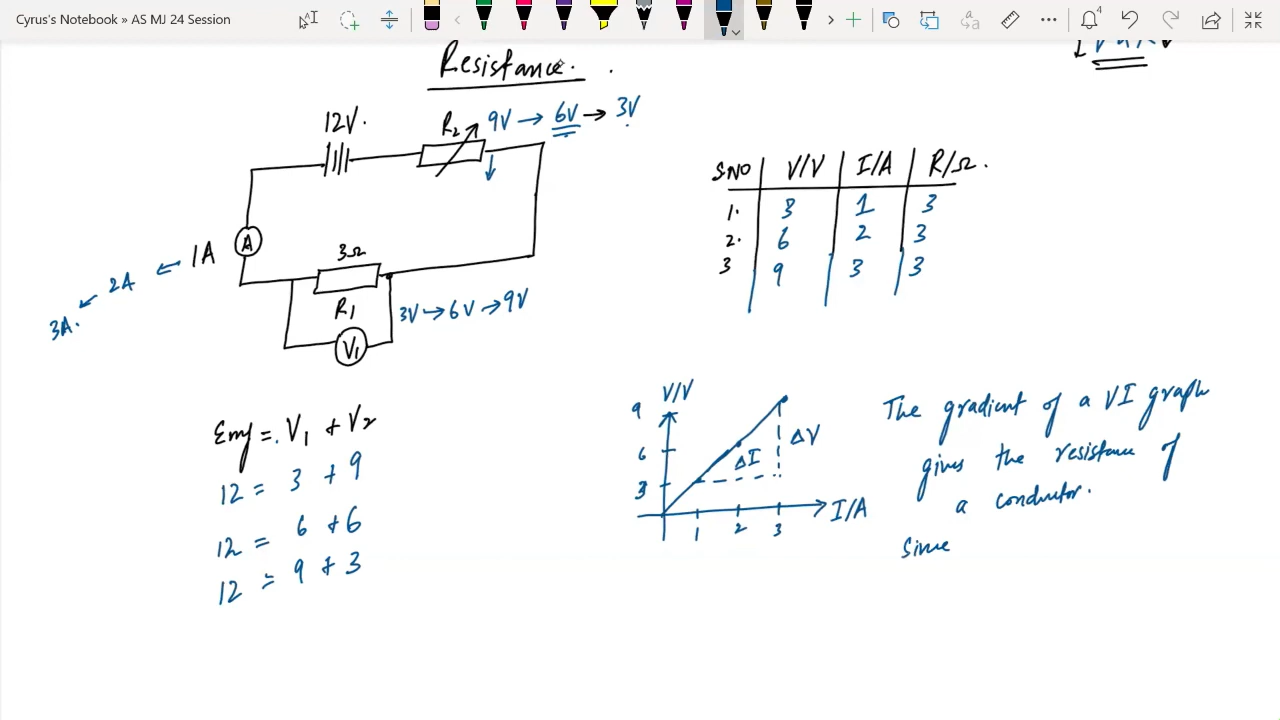 Cyrus's Notebook » AS MJ 24 Session
Resistance.
12V.
R₂ 9V → 6V → 3V
A
1A
2A
3A.
3Ω
R₁
3V → 6V → 9V
V₁
S.NO V/V I/A R/Ω.
1. 3 1 3
2. 6 2 3
3 9 3 3
Emf = V₁ + V₂
12 = 3 + 9
12 = 6 + 6
12 = 9 + 3
V/V
9
6
3
ΔI
ΔV
I/A
1 2 3
The gradient of a VI graph
gives the resistance of
a conductor.
Since